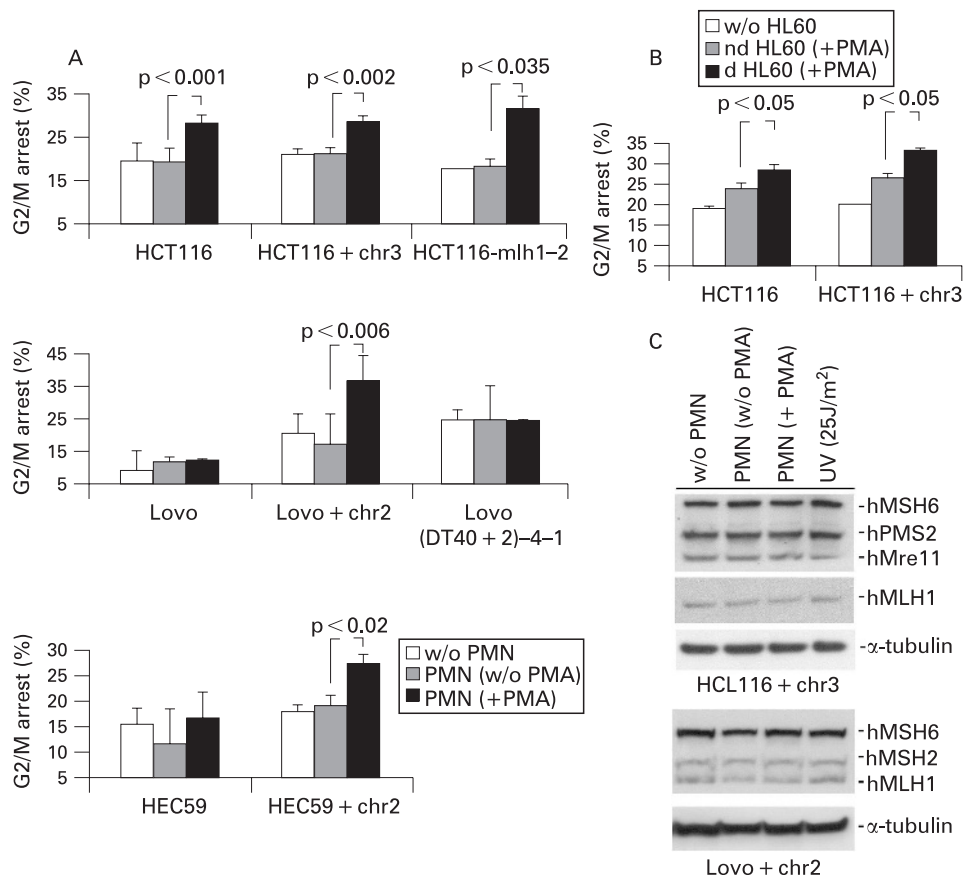 A
p < 0.001
p < 0.002
p < 0.035
G2/M arrest (%)
35
25
15
5
HCT116
HCT116 + chr3
HCT116-mlh1–2
p < 0.006
G2/M arrest (%)
45
35
25
15
5
Lovo
Lovo + chr2
Lovo
(DT40 + 2)–4–1
p < 0.02
G2/M arrest (%)
30
25
20
15
10
5
HEC59
HEC59 + chr2
w/o PMN
PMN (w/o PMA)
PMN (+PMA)
B
w/o HL60
nd HL60 (+PMA)
d HL60 (+PMA)
p < 0.05
p < 0.05
G2/M arrest (%)
40
35
30
25
20
15
10
5
HCT116
HCT116 + chr3
C
w/o PMN
PMN (w/o PMA)
PMN (+ PMA)
UV (25J/m²)
-hMSH6
-hPMS2
-hMre11
-hMLH1
-α-tubulin
HCL116 + chr3
-hMSH6
-hMSH2
-hMLH1
-α-tubulin
Lovo + chr2